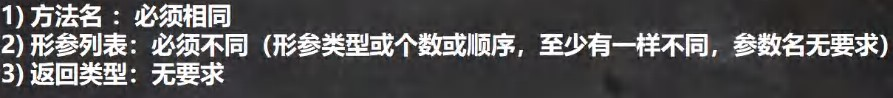 1) 方法名：必须相同
2) 形参列表：必须不同（形参类型或个数或顺序，至少有一样不同，参数名无要求）
3) 返回类型：无要求